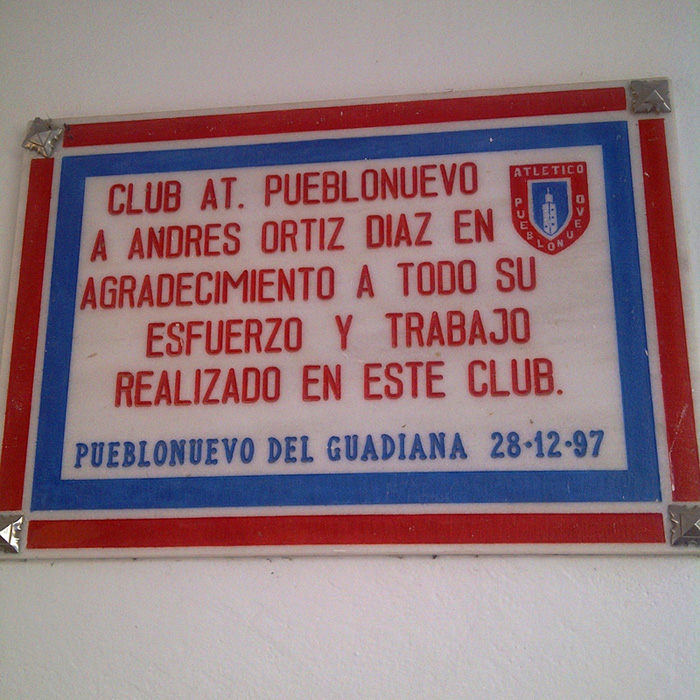 CLUB AT. PUEBLONUEVO
A ANDRES ORTIZ DIAZ EN
AGRADECIMIENTO A TODO SU
ESFUERZO Y TRABAJO
REALIZADO EN ESTE CLUB.
PUEBLONUEVO DEL GUADIANA 28-12-97
ATLETICO
PUEBLONUEVO